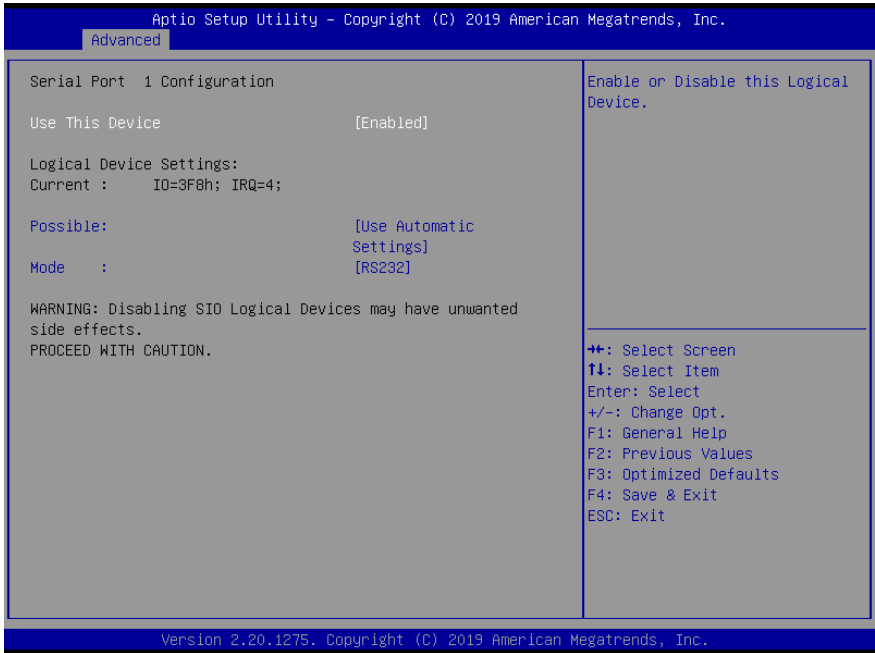 Aptio Setup Utility – Copyright (C) 2019 American Megatrends, Inc.
Advanced
Serial Port 1 Configuration
Use This Device [Enabled]
Logical Device Settings:
Current : IO=3F8h; IRQ=4;
Possible: [Use Automatic
Settings]
Mode : [RS232]
WARNING: Disabling SIO Logical Devices may have unwanted
side effects.
PROCEED WITH CAUTION.
Enable or Disable this Logical
Device.
→←: Select Screen
↑↓: Select Item
Enter: Select
+/-: Change Opt.
F1: General Help
F2: Previous Values
F3: Optimized Defaults
F4: Save & Exit
ESC: Exit
Version 2.20.1275. Copyright (C) 2019 American Megatrends, Inc.